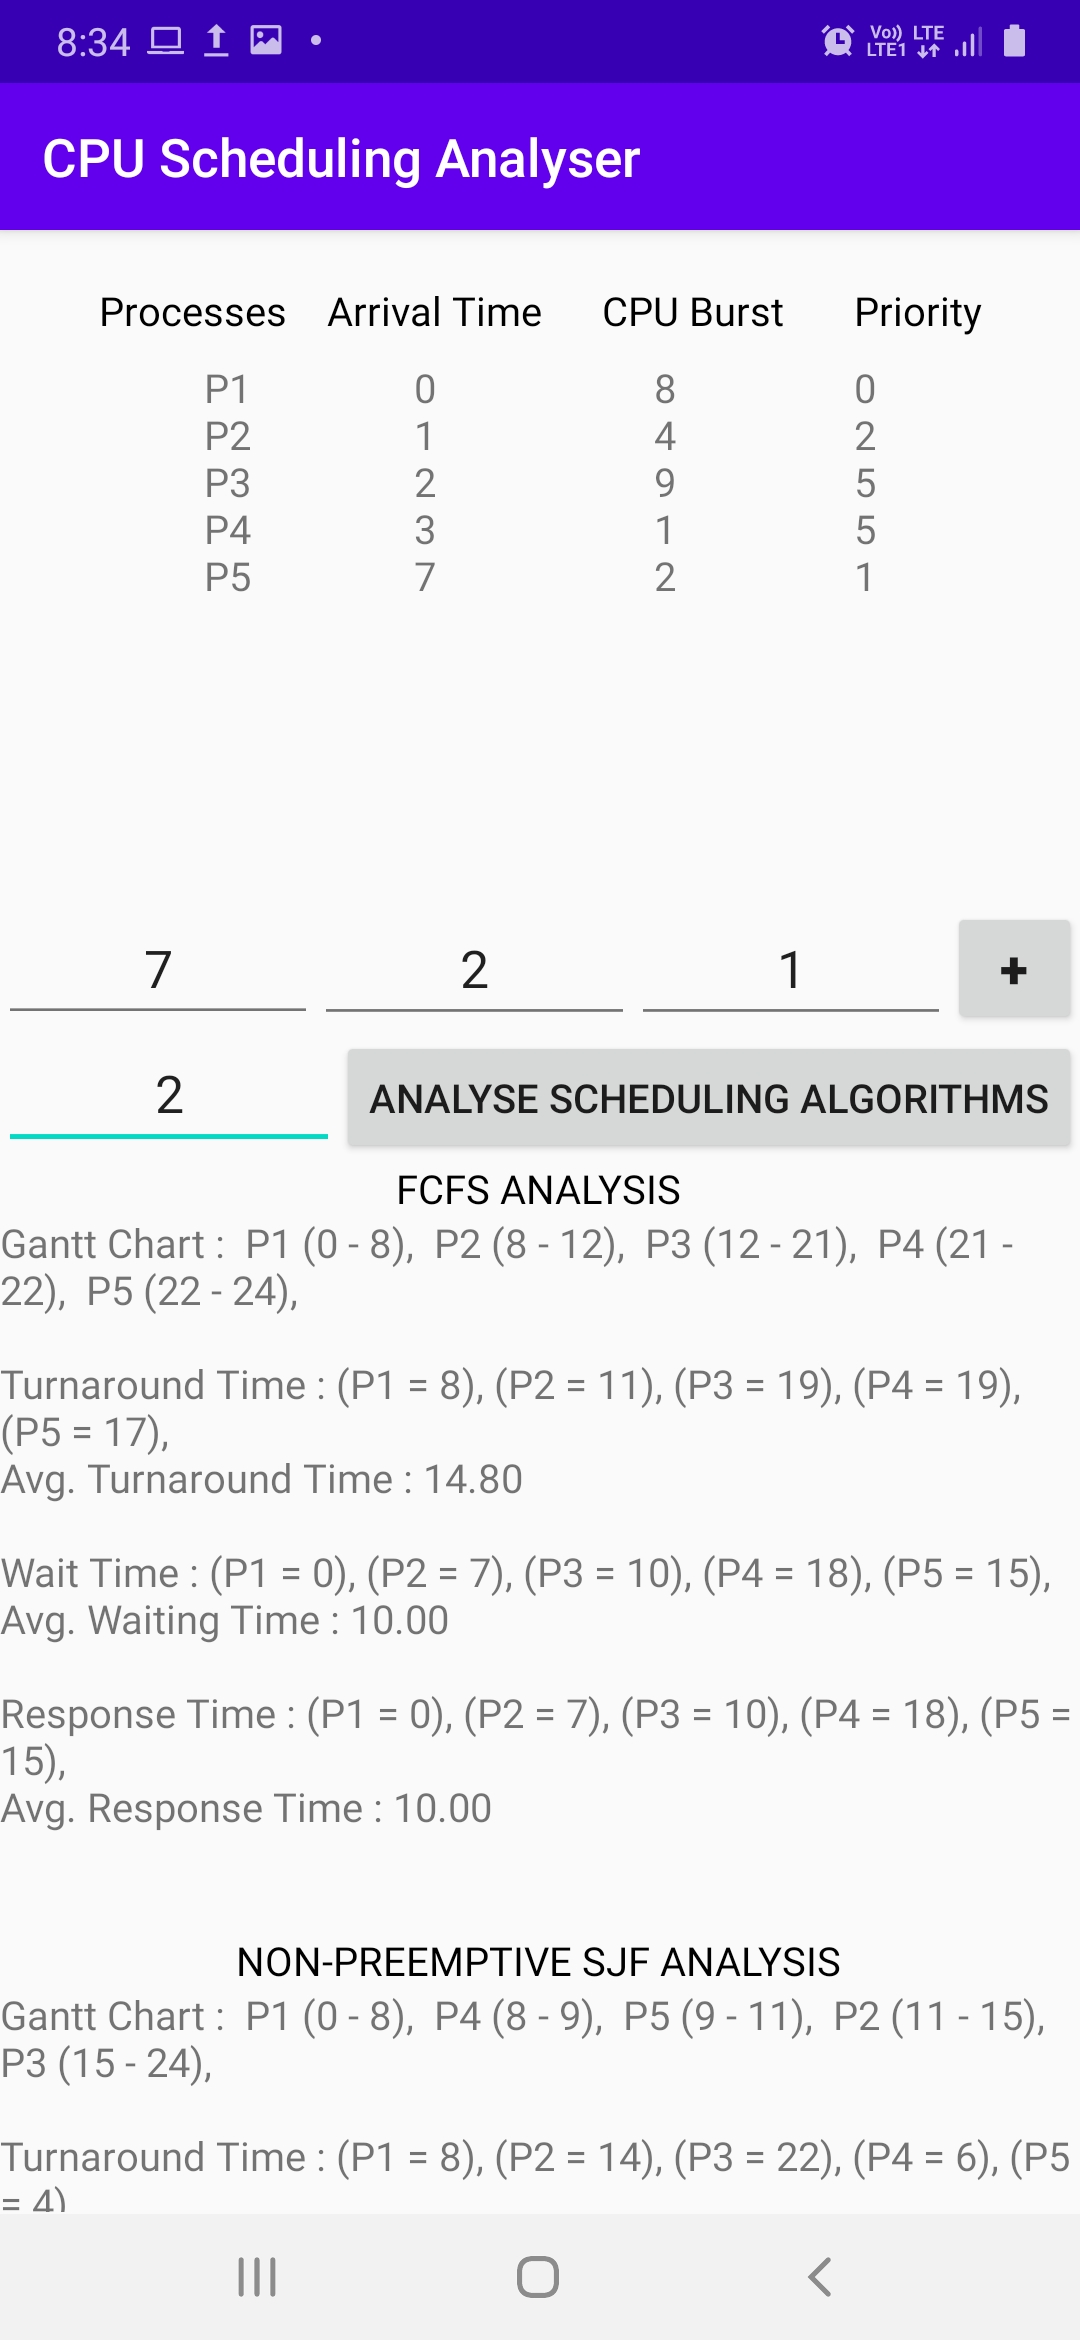 8:34
Vo)) LTE
LTE1
CPU Scheduling Analyser
Processes Arrival Time CPU Burst Priority
P1 0 8 0
P2 1 4 2
P3 2 9 5
P4 3 1 5
P5 7 2 1
7 2 1 +
2 ANALYSE SCHEDULING ALGORITHMS
FCFS ANALYSIS
Gantt Chart : P1 (0 - 8), P2 (8 - 12), P3 (12 - 21), P4 (21 -
22), P5 (22 - 24),
Turnaround Time : (P1 = 8), (P2 = 11), (P3 = 19), (P4 = 19),
(P5 = 17),
Avg. Turnaround Time : 14.80
Wait Time : (P1 = 0), (P2 = 7), (P3 = 10), (P4 = 18), (P5 = 15),
Avg. Waiting Time : 10.00
Response Time : (P1 = 0), (P2 = 7), (P3 = 10), (P4 = 18), (P5 =
15),
Avg. Response Time : 10.00
NON-PREEMPTIVE SJF ANALYSIS
Gantt Chart : P1 (0 - 8), P4 (8 - 9), P5 (9 - 11), P2 (11 - 15),
P3 (15 - 24),
Turnaround Time : (P1 = 8), (P2 = 14), (P3 = 22), (P4 = 6), (P5
= 4)